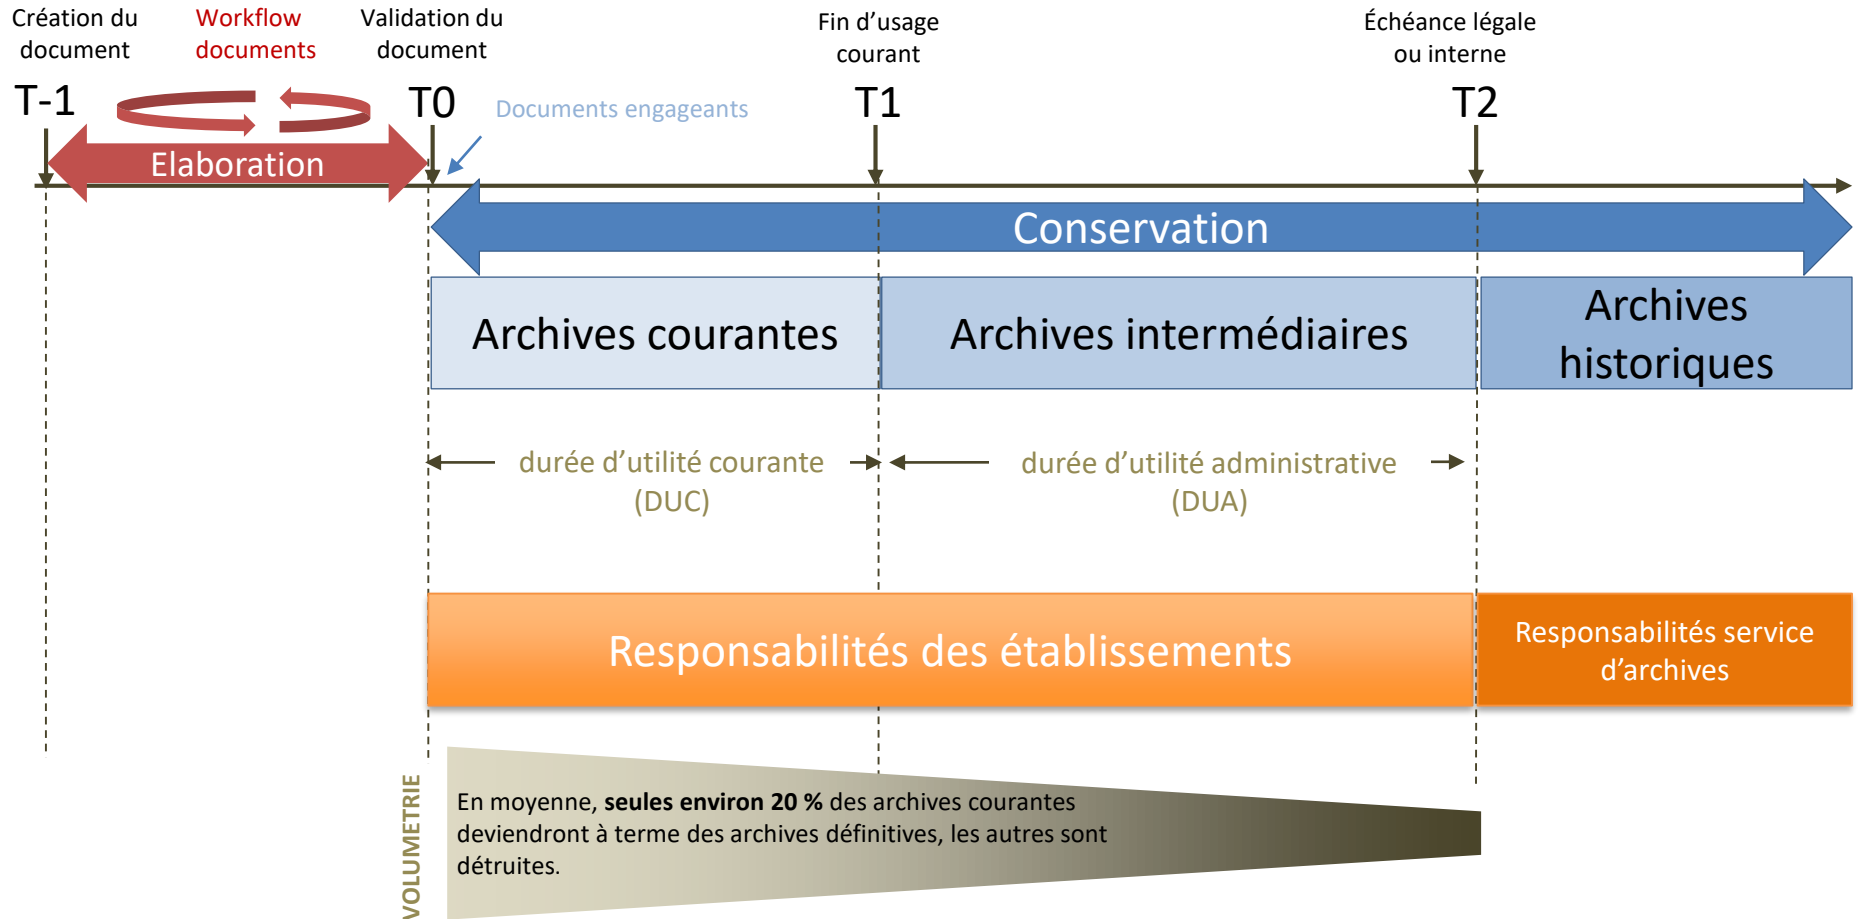 Création du
document
Workflow
documents
Validation du
document
Fin d’usage
courant
Échéance légale
ou interne
T-1
T0
T1
T2
Documents engageants
Elaboration
Conservation
Archives courantes
Archives intermédiaires
Archives
historiques
durée d’utilité courante
(DUC)
durée d’utilité administrative
(DUA)
Responsabilités des établissements
Responsabilités service
d’archives
VOLUMETRIE
En moyenne, seules environ 20 % des archives courantes
deviendront à terme des archives définitives, les autres sont
détruites.